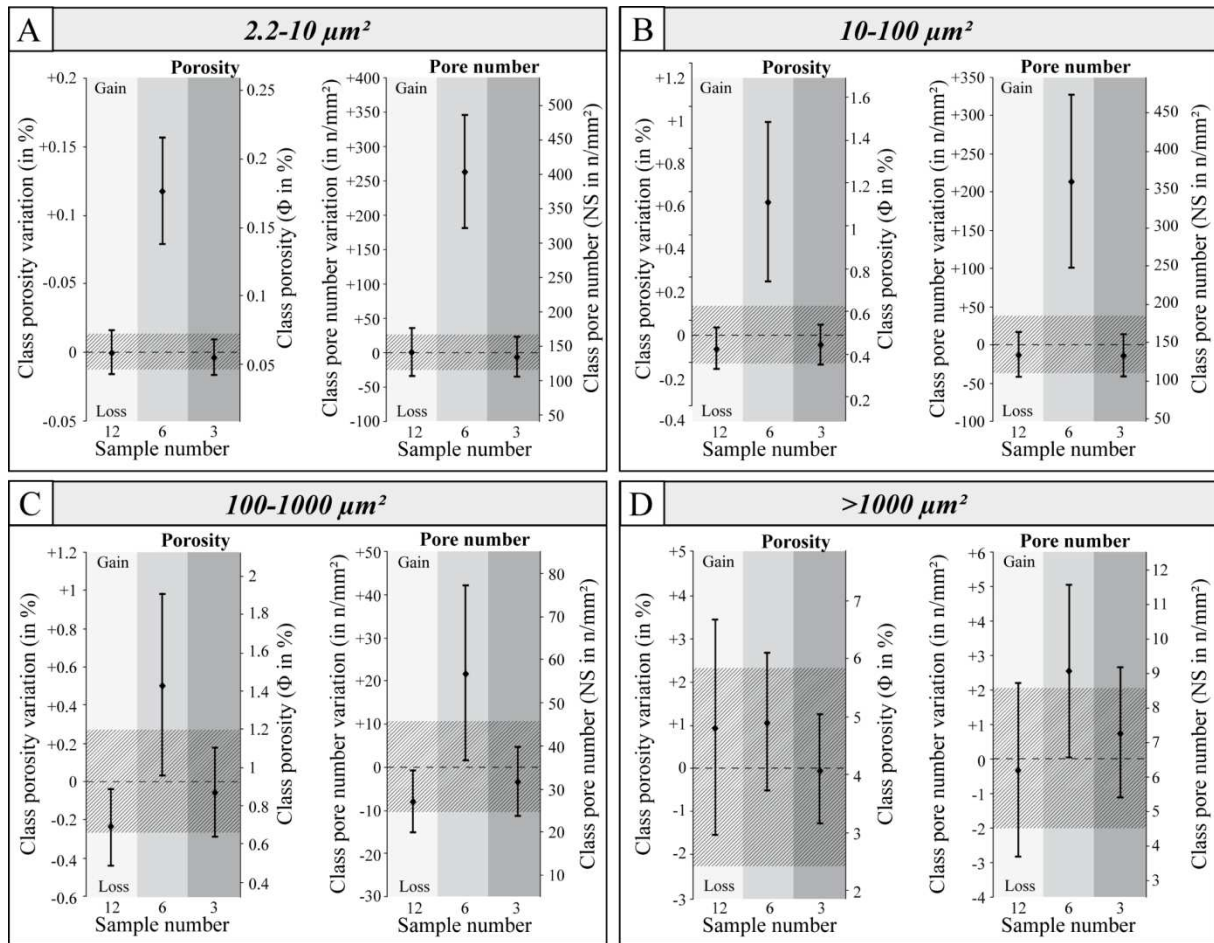 A
2.2-10 µm²
Porosity
Class porosity variation (in %)
+0.2
+0.15
+0.1
-0.05
0
-0.05
Gain
Loss
0.25
0.2
0.15
0.1
0.05
Class porosity (Φ in %)
12 6 3
Sample number
Pore number
Class pore number variation (in n/mm²)
+400
+350
+300
+250
+200
+150
+100
+50
0
-50
-100
Gain
Loss
500
450
400
350
300
250
200
150
100
50
Class pore number (NS in n/mm²)
12 6 3
Sample number
B
10-100 µm²
Porosity
Class porosity variation (in %)
+1.2
+1
+0.8
+0.6
+0.4
+0.2
0
-0.2
-0.4
Gain
Loss
1.6
1.4
1.2
1
0.8
0.6
0.4
0.2
Class porosity (Φ in %)
12 6 3
Sample number
Pore number
Class pore number variation (in n/mm²)
+350
+300
+250
+200
+150
+100
+50
0
-50
-100
Gain
Loss
450
400
350
300
250
200
150
100
50
Class pore number (NS in n/mm²)
12 6 3
Sample number
C
100-1000 µm²
Porosity
Class porosity variation (in %)
+1.2
+1
+0.8
+0.6
+0.4
+0.2
0
-0.2
-0.4
-0.6
Gain
Loss
2
1.8
1.6
1.4
1.2
1
0.8
0.6
0.4
Class porosity (Φ in %)
12 6 3
Sample number
Pore number
Class pore number variation (in n/mm²)
+50
+40
+30
+20
+10
0
-10
-20
-30
Gain
Loss
80
70
60
50
40
30
20
10
Class pore number (NS in n/mm²)
12 6 3
Sample number
D
>1000 µm²
Porosity
Class porosity variation (in %)
+5
+4
+3
+2
+1
0
-1
-2
-3
Gain
Loss
7
6
5
4
3
2
Class porosity (Φ in %)
12 6 3
Sample number
Pore number
Class pore number variation (in n/mm²)
+6
+5
+4
+3
+2
+1
0
-1
-2
-3
-4
Gain
Loss
12
11
10
9
8
7
6
5
4
3
Class pore number (NS in n/mm²)
12 6 3
Sample number